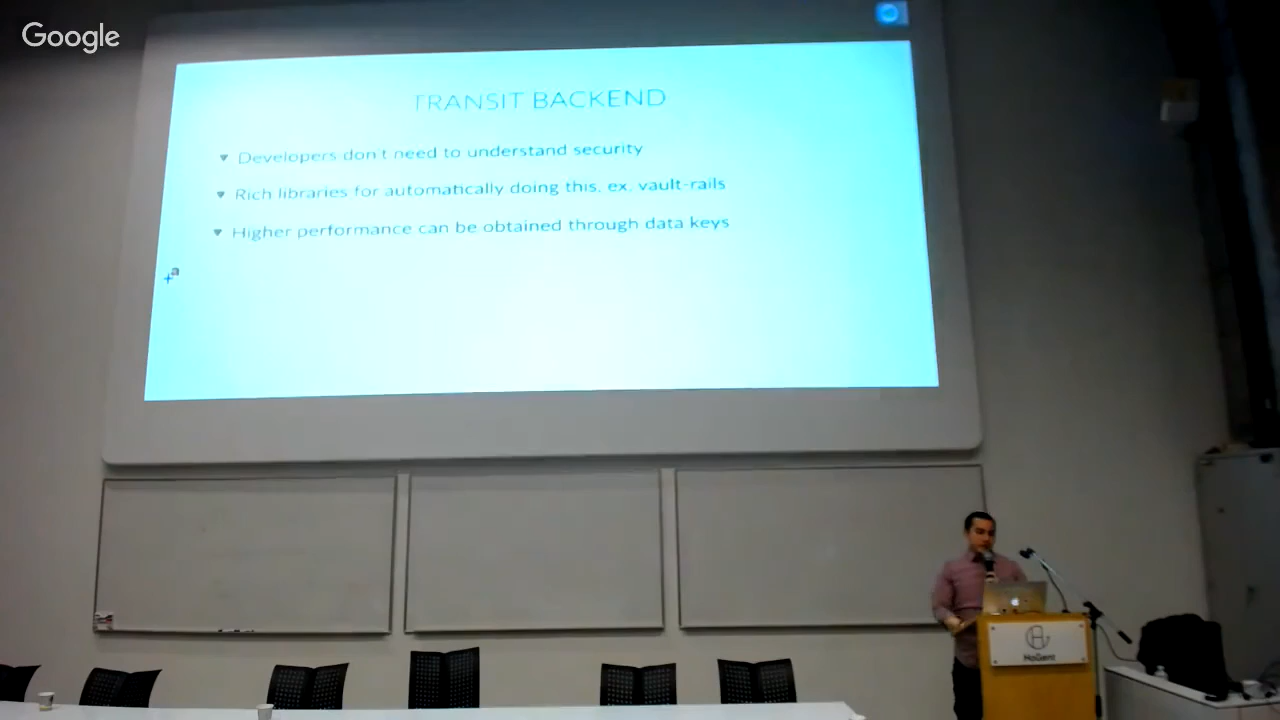 Google
TRANSIT BACKEND
Developers don't need to understand security
Rich libraries for automatically doing this, ex. vault-rails
Higher performance can be obtained through data keys
HoGent